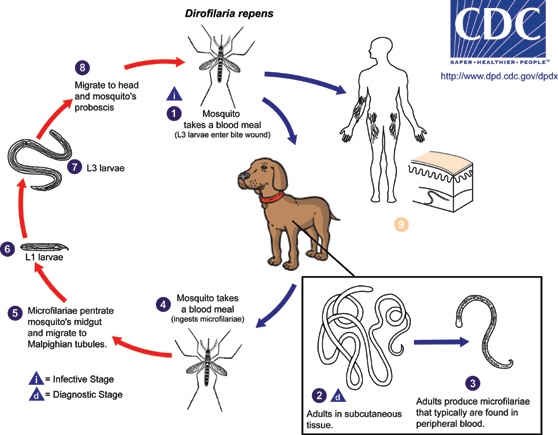 Dirofilaria repens
CDC
SAFER • HEALTHIER • PEOPLE™
http://www.dpd.cdc.gov/dpdx
8
Migrate to head
and mosquito's
proboscis
i
1
Mosquito
takes a blood meal
(L3 larvae enter bite wound)
7
L3 larvae
9
6
L1 larvae
5
Microfilariae pentrate
mosquito's midgut
and migrate to
Malpighian tubules.
4
Mosquito takes
a blood meal
(ingests microfilariae)
2
d
Adults in subcutaneous
tissue.
3
Adults produce microfilariae
that typically are found in
peripheral blood.
i = Infective Stage
d = Diagnostic Stage